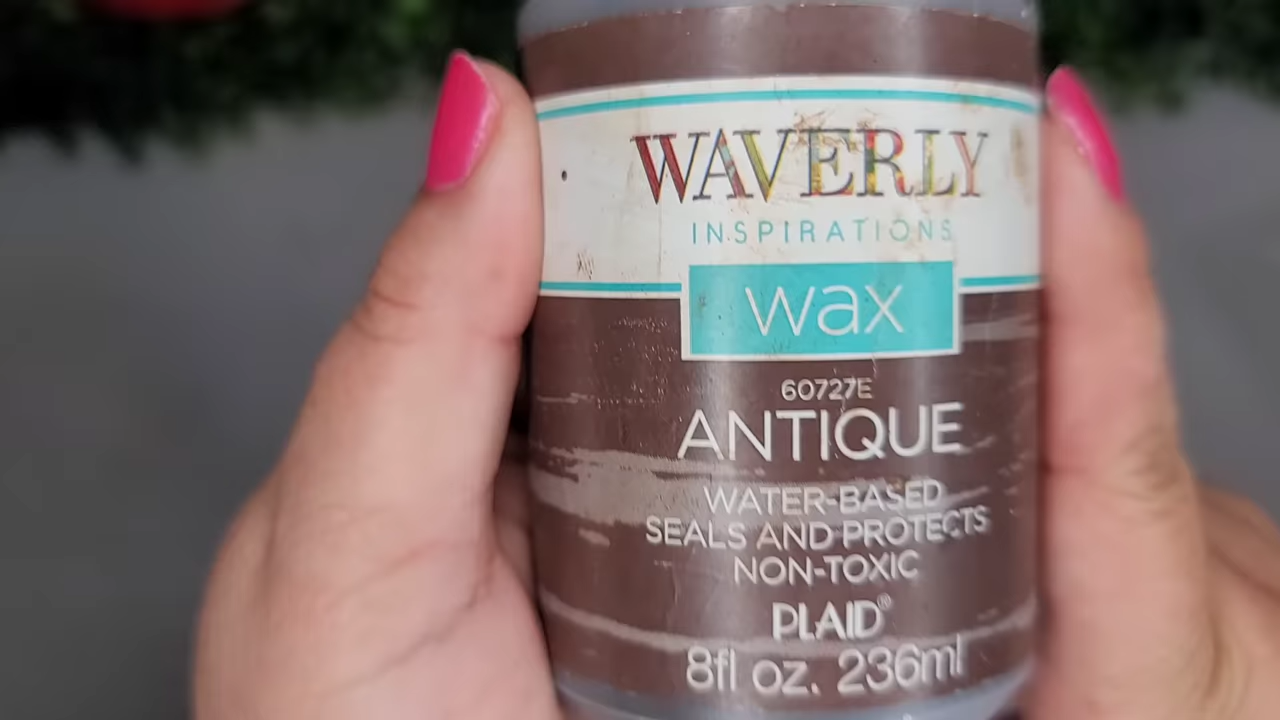 WAVERLY
INSPIRATIONS
wax
60727E
ANTIQUE
WATER-BASED
SEALS AND PROTECTS
NON-TOXIC
PLAID®
8fl oz. 236ml